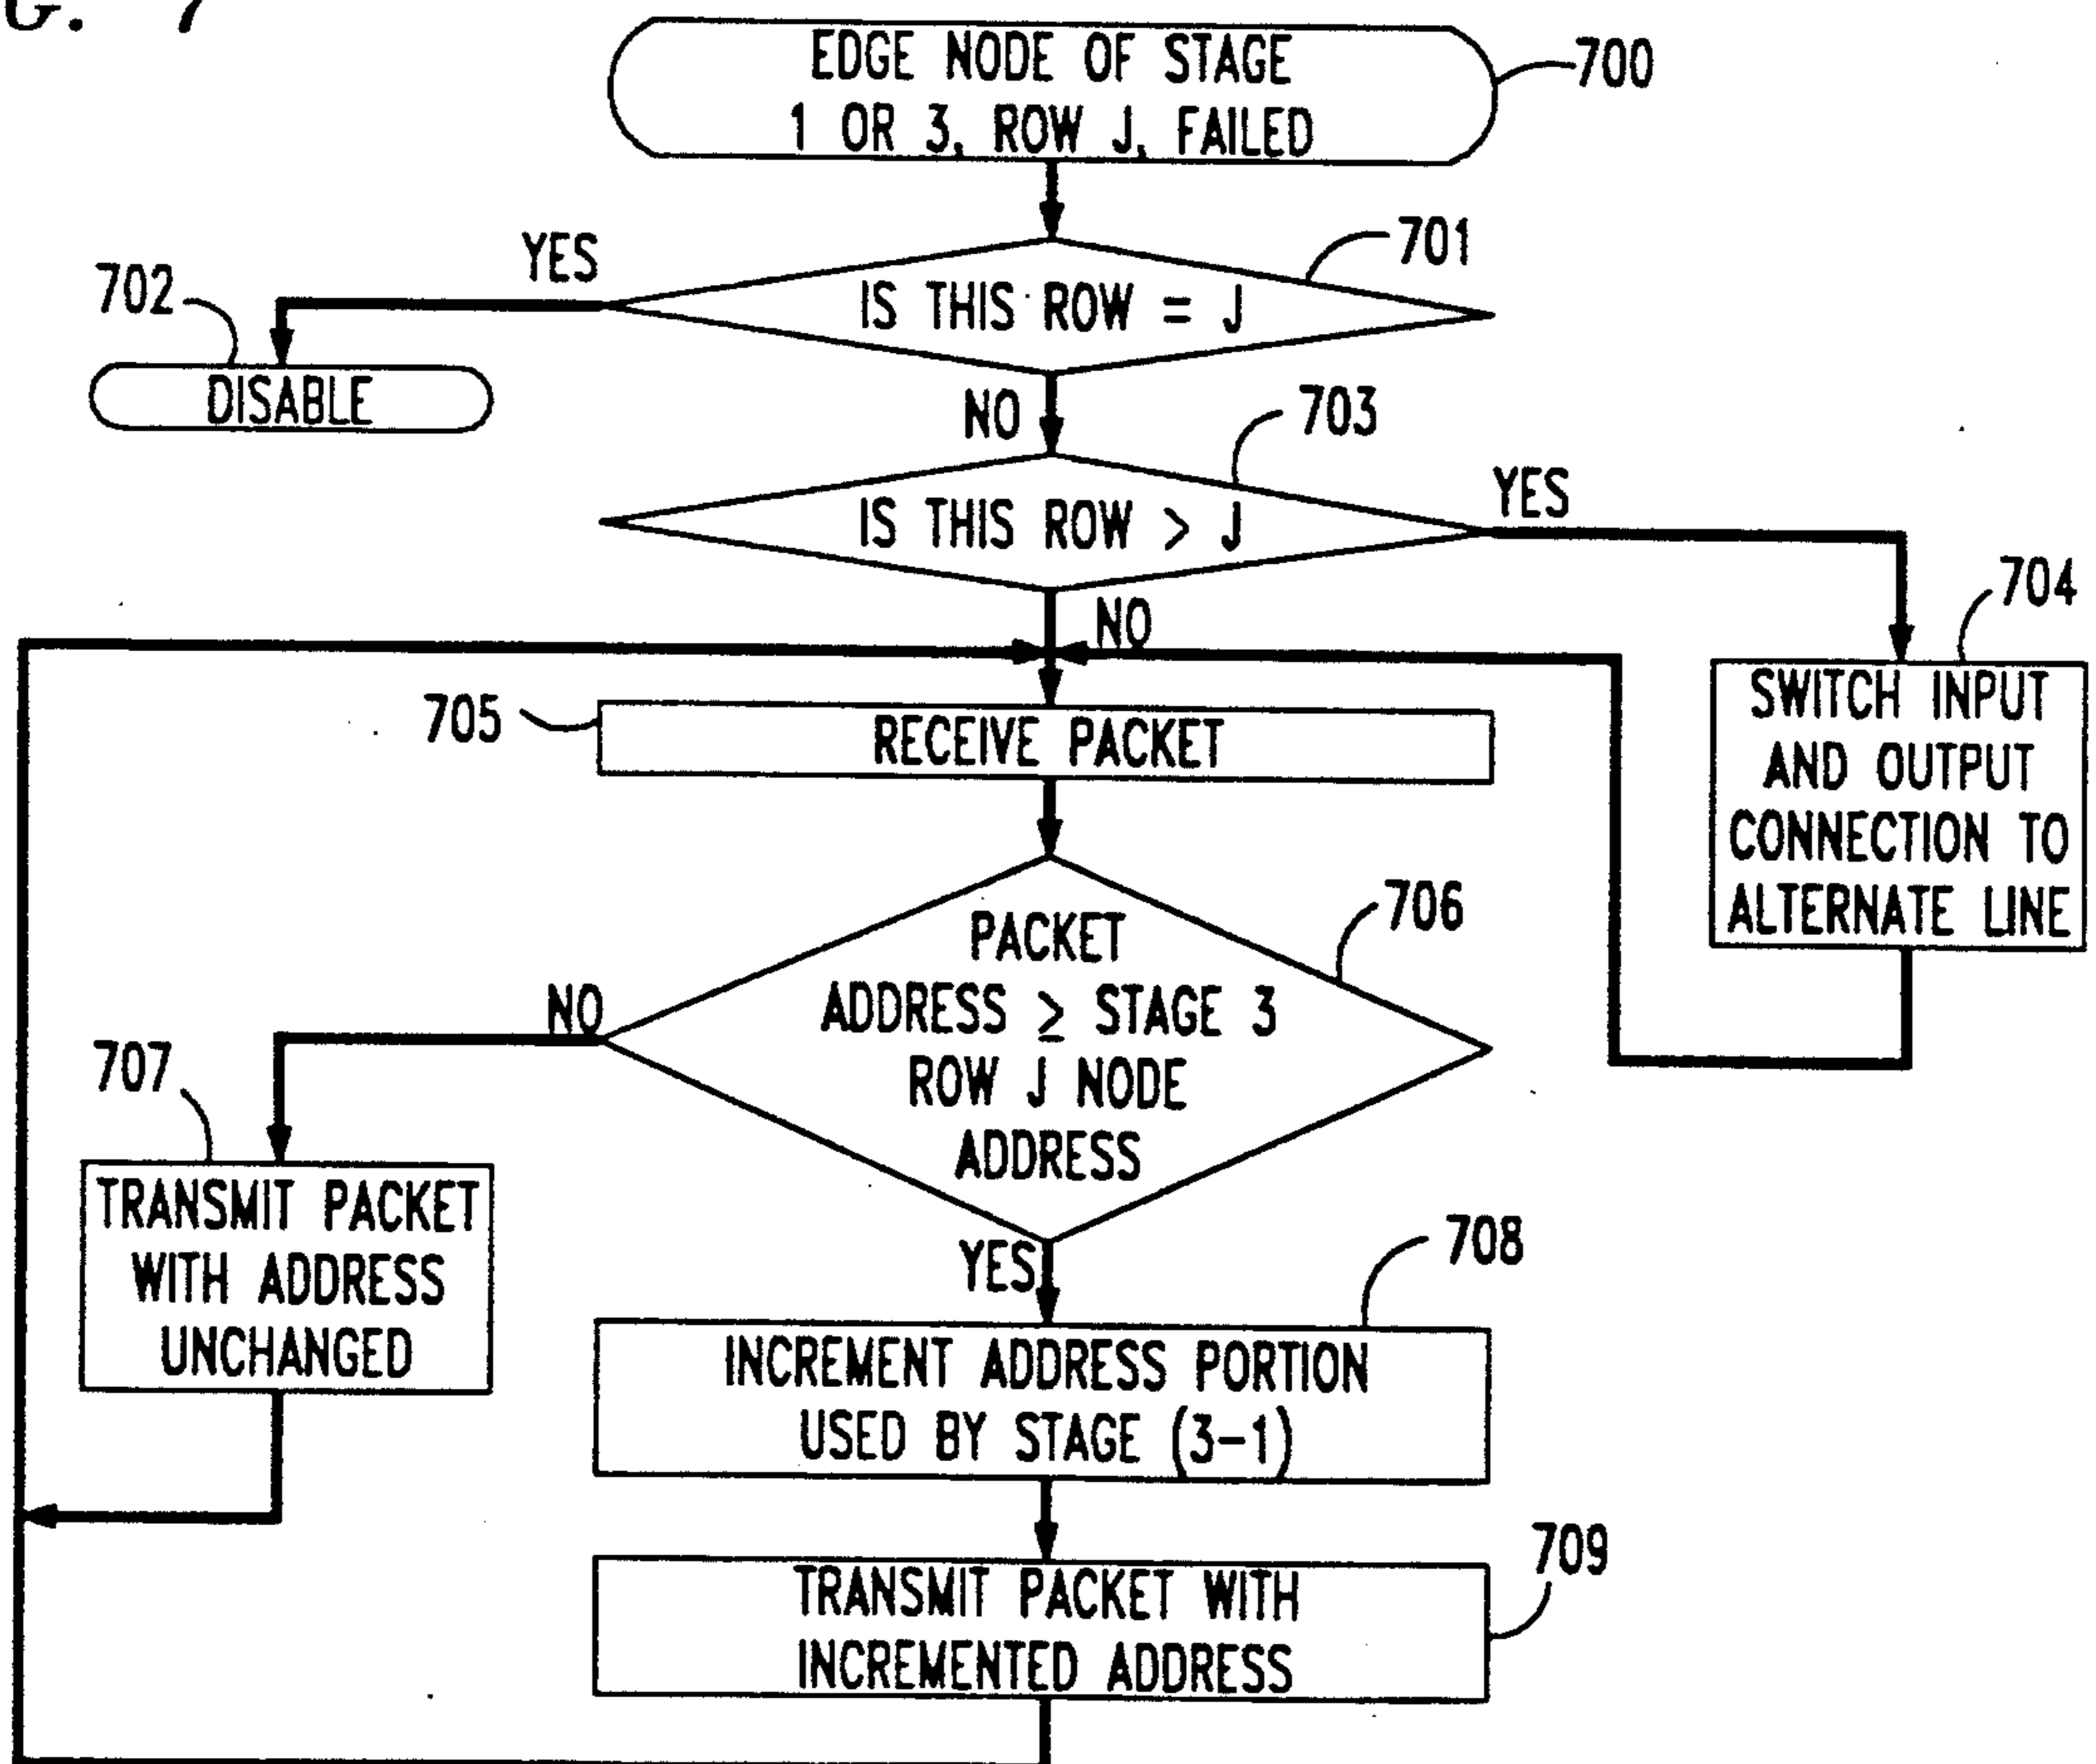 G. 7
EDGE NODE OF STAGE
1 OR 3, ROW J, FAILED
700
701
YES
IS THIS ROW = J
702
DISABLE
NO
703
IS THIS ROW > J
YES
704
NO
SWITCH INPUT
AND OUTPUT
CONNECTION TO
ALTERNATE LINE
705
RECEIVE PACKET
706
PACKET
ADDRESS ≥ STAGE 3
ROW J NODE
ADDRESS
NO
707
TRANSMIT PACKET
WITH ADDRESS
UNCHANGED
YES
708
INCREMENT ADDRESS PORTION
USED BY STAGE (3-1)
709
TRANSMIT PACKET WITH
INCREMENTED ADDRESS